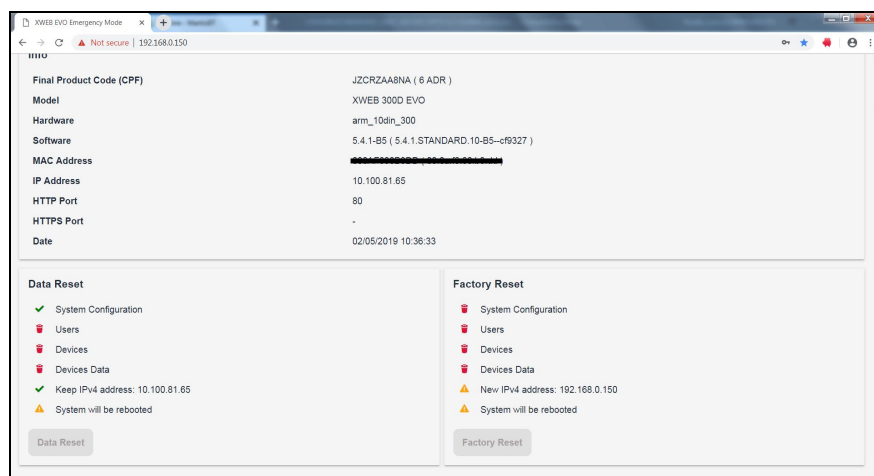 XWEB EVO Emergency Mode
Not secure | 192.168.0.150
Info
Final Product Code (CPF) JZCRZAA8NA ( 6 ADR )
Model XWEB 300D EVO
Hardware arm_10din_300
Software 5.4.1-B5 ( 5.4.1.STANDARD.10-B5--cf9327 )
MAC Address
IP Address 10.100.81.65
HTTP Port 80
HTTPS Port -
Date 02/05/2019 10:36:33
Data Reset
System Configuration
Users
Devices
Devices Data
Keep IPv4 address: 10.100.81.65
System will be rebooted
Data Reset
Factory Reset
System Configuration
Users
Devices
Devices Data
New IPv4 address: 192.168.0.150
System will be rebooted
Factory Reset